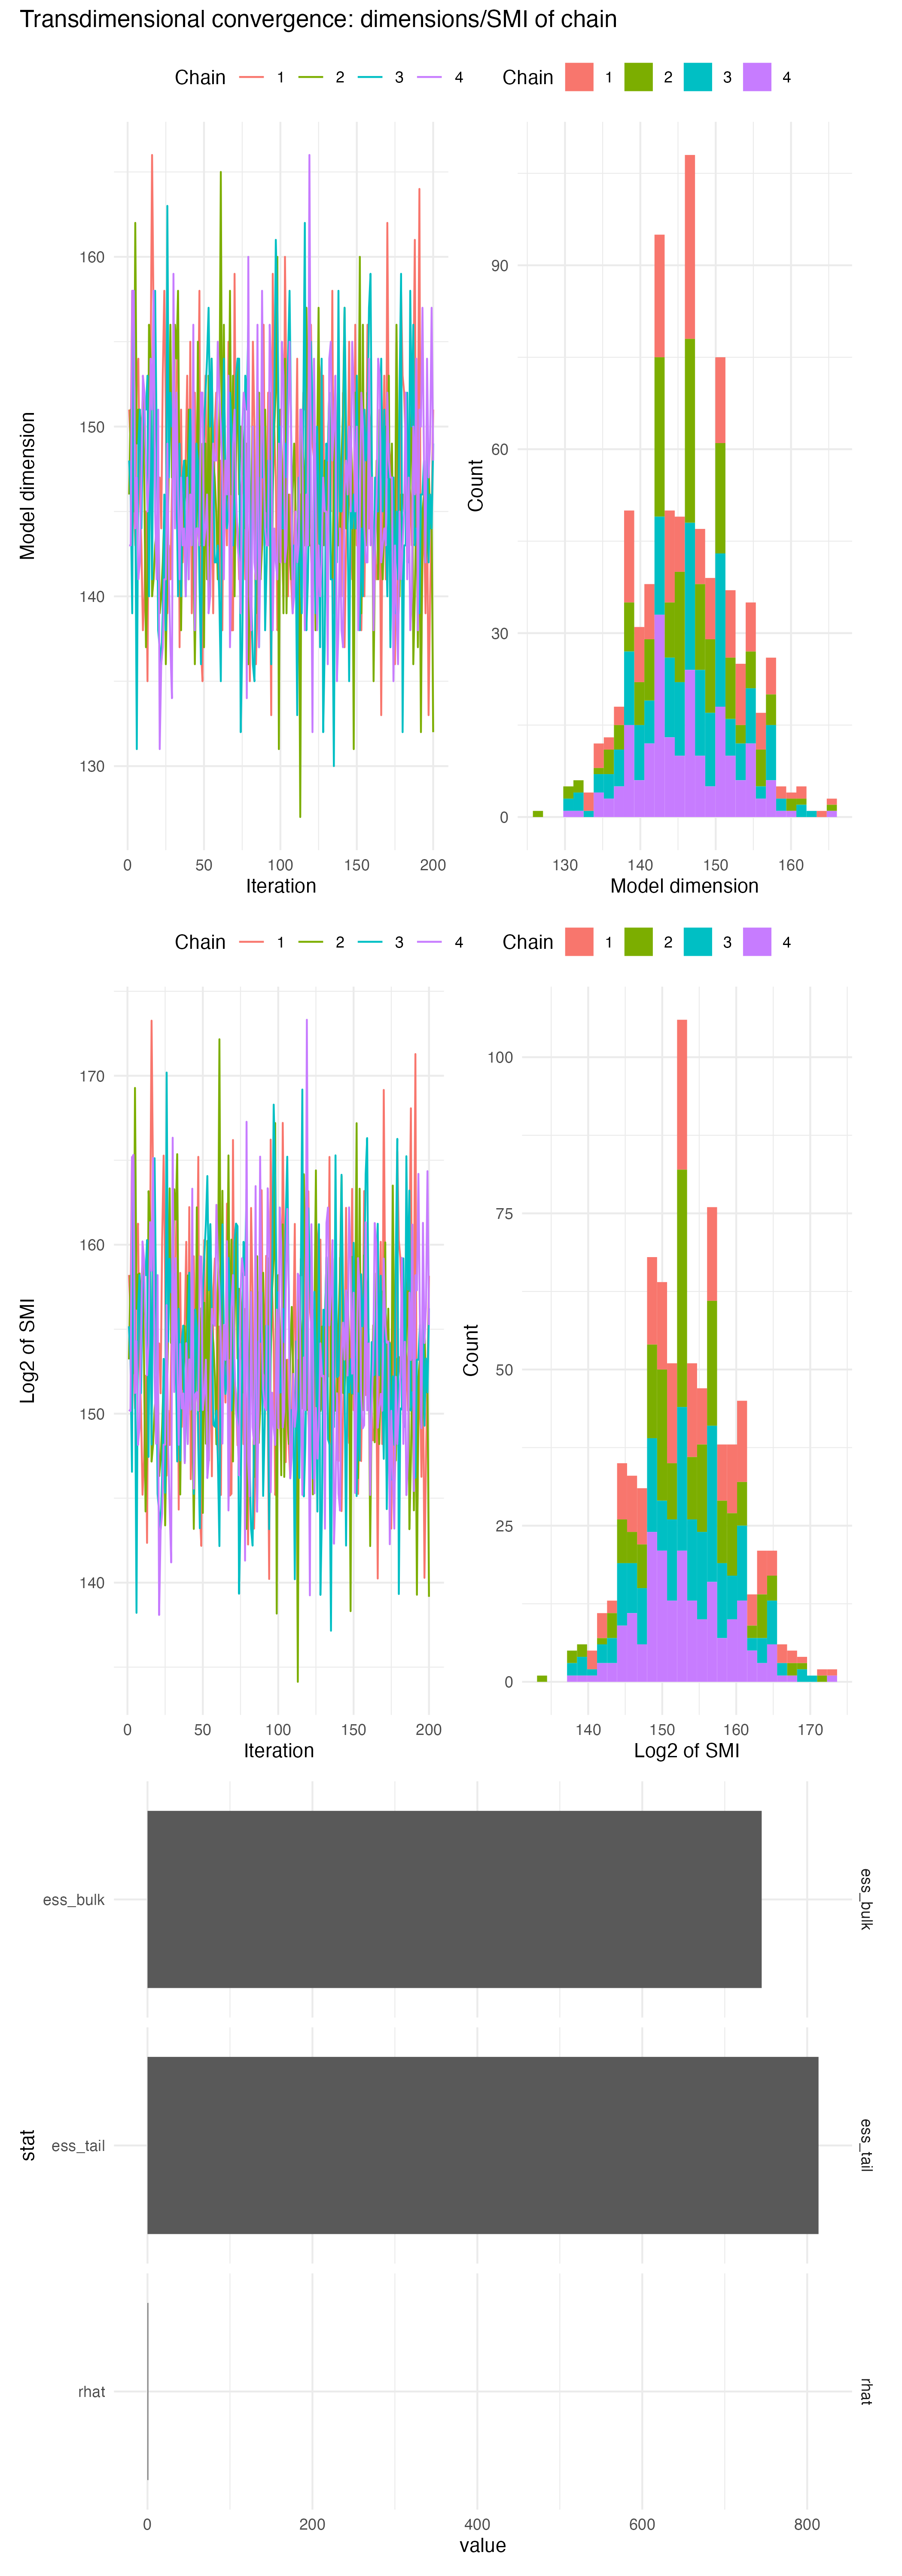 Transdimensional convergence: dimensions/SMI of chain
Chain 1 2 3 4
Chain 1 2 3 4
160
150
140
130
Model dimension
0 50 100 150 200
Iteration
90
60
30
0
Count
130 140 150 160
Model dimension
Chain 1 2 3 4
Chain 1 2 3 4
170
160
150
140
Log2 of SMI
0 50 100 150 200
Iteration
100
75
50
25
0
Count
140 150 160 170
Log2 of SMI
ess_bulk
ess_bulk
stat
ess_tail
ess_tail
rhat
rhat
0 200 400 600 800
value